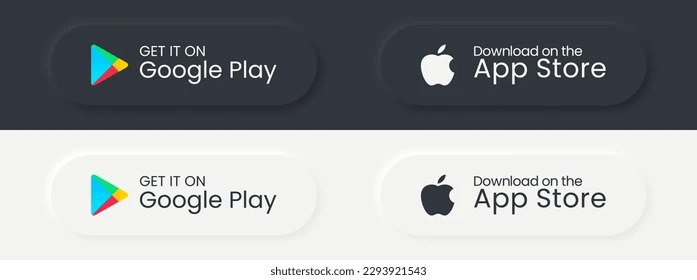 GET IT ON
Google Play
Download on the
App Store
GET IT ON
Google Play
Download on the
App Store
shutterstock.com · 2293921543